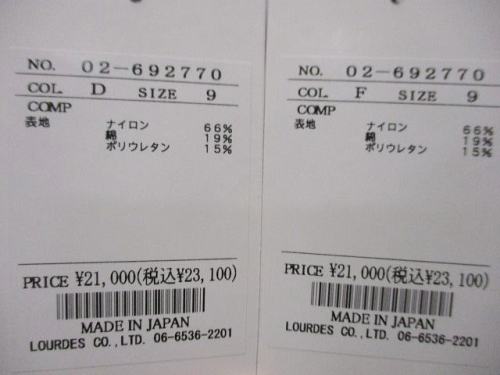 NO. 02-692770
COL. D SIZE 9
COMP
表地 ナイロン 66%
綿 19%
ポリウレタン 15%
PRICE ¥21,000(税込¥23,100)
MADE IN JAPAN
LOURDES CO.,LTD. 06-6536-2201
NO. 02-692770
COL. F SIZE 9
COMP
表地 ナイロン 66%
綿 19%
ポリウレタン 15%
PRICE ¥21,000(税込¥23,100)
MADE IN JAPAN
LOURDES CO.,LTD. 06-6536-2201